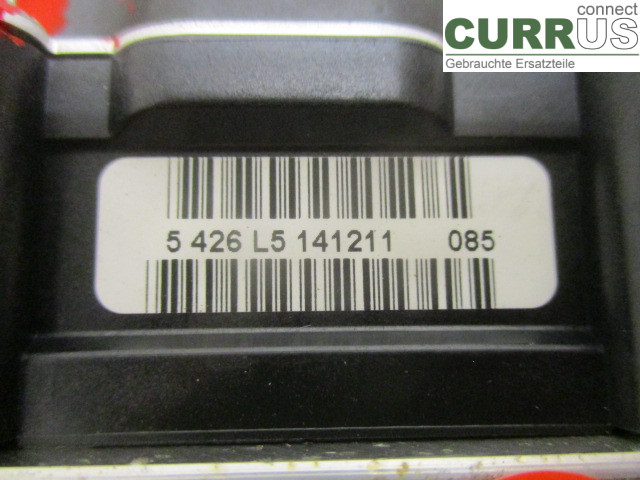 connect
CURRUS
Gebrauchte Ersatzteile
5 426 L5 141211 085